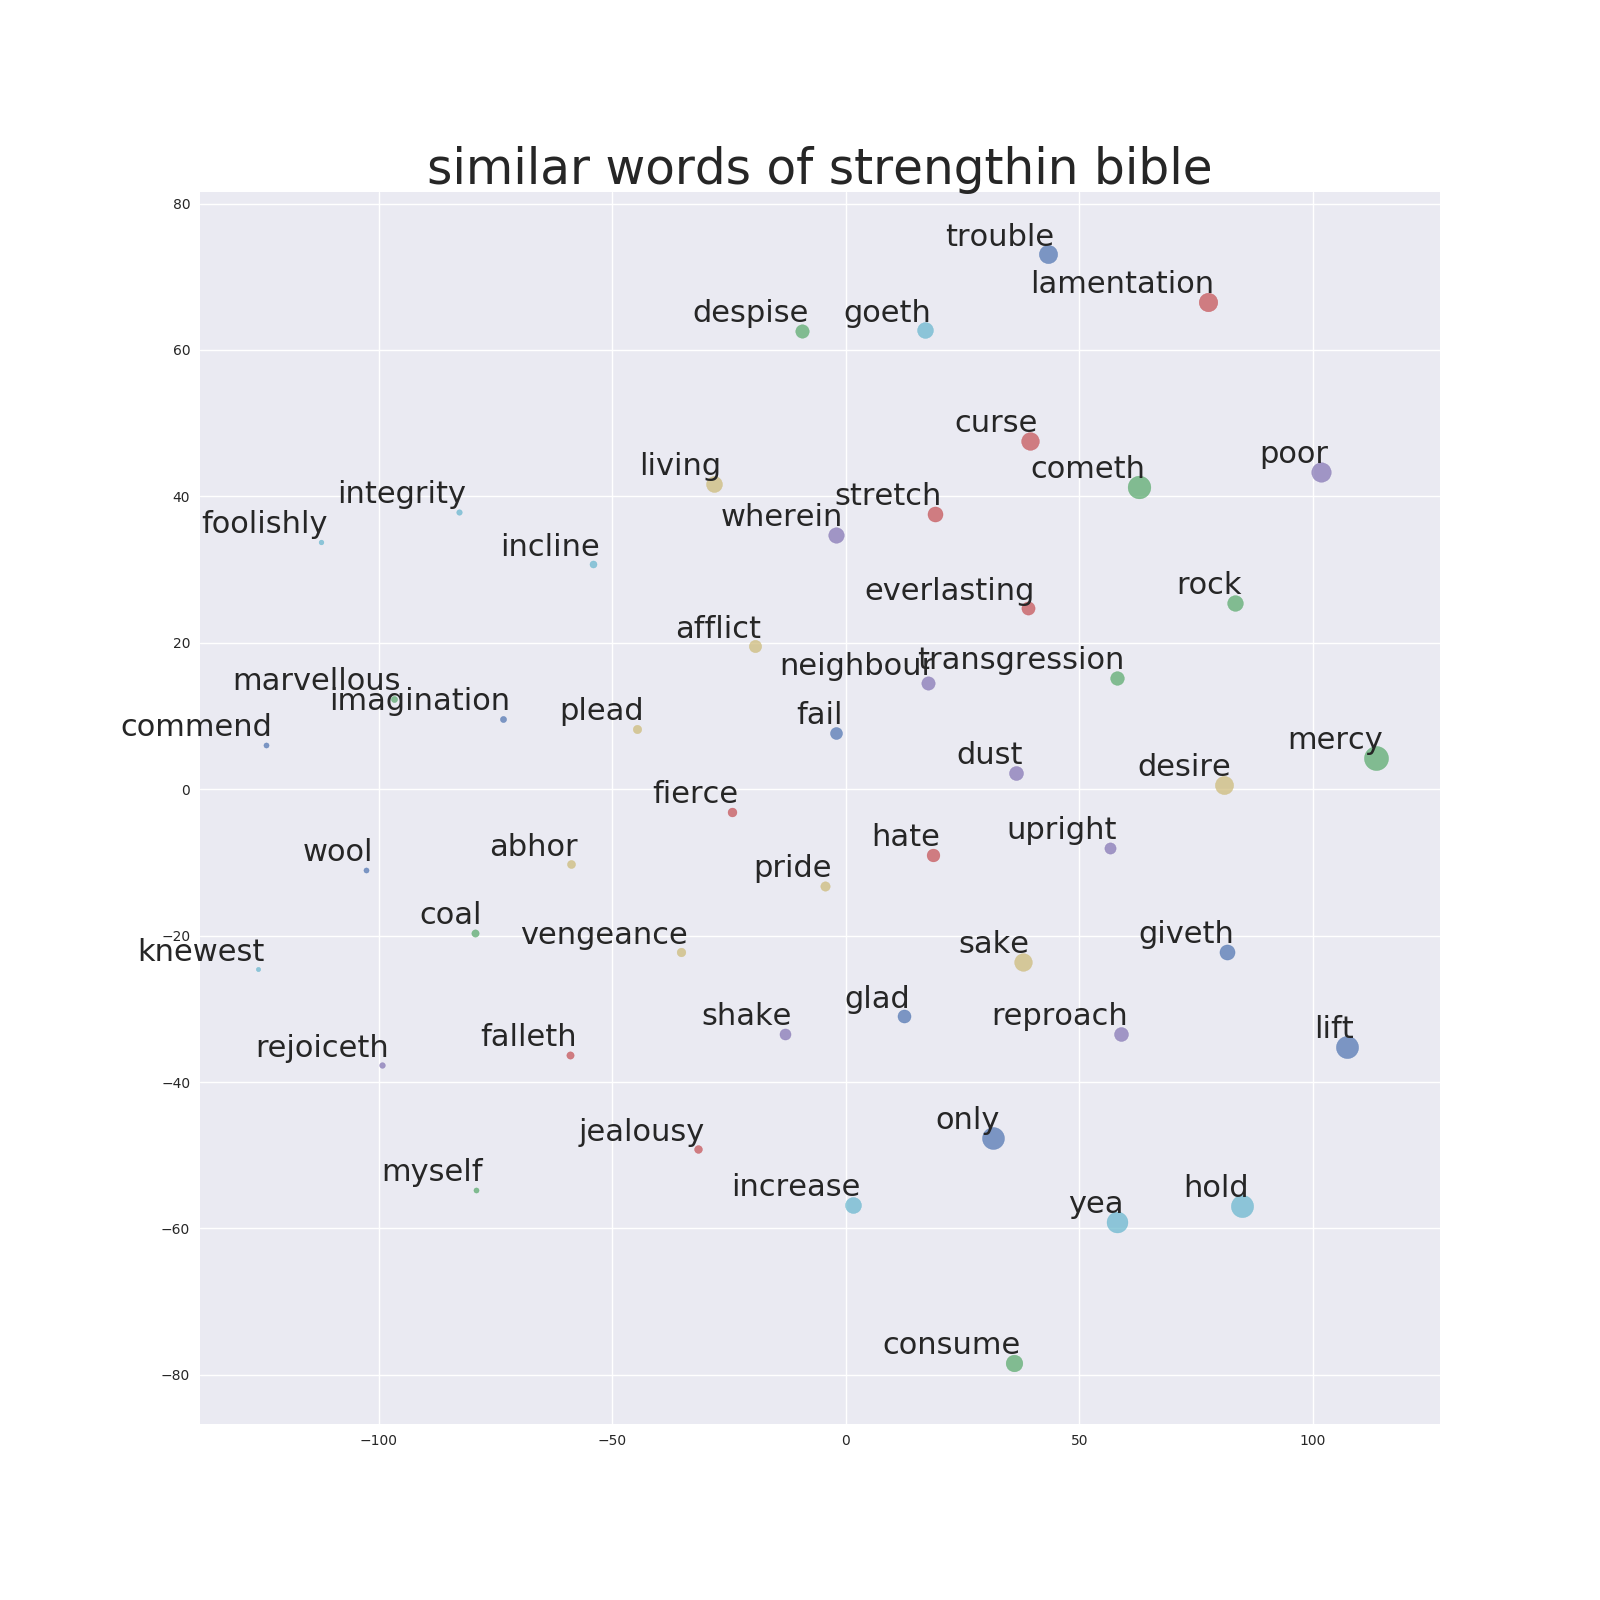 similar words of strengthin bible
80
trouble
lamentation
despise
goeth
60
curse
poor
living
cometh
integrity
stretch
40
foolishly
wherein
incline
everlasting
rock
afflict
20
neighbour
transgression
marvellous
imagination
plead
fail
commend
mercy
dust
desire
0
fierce
upright
hate
wool
abhor
pride
coal
giveth
−20
vengeance
sake
knewest
glad
shake
reproach
lift
falleth
rejoiceth
−40
only
jealousy
myself
increase
hold
yea
−60
consume
−80
−100 −50 0 50 100